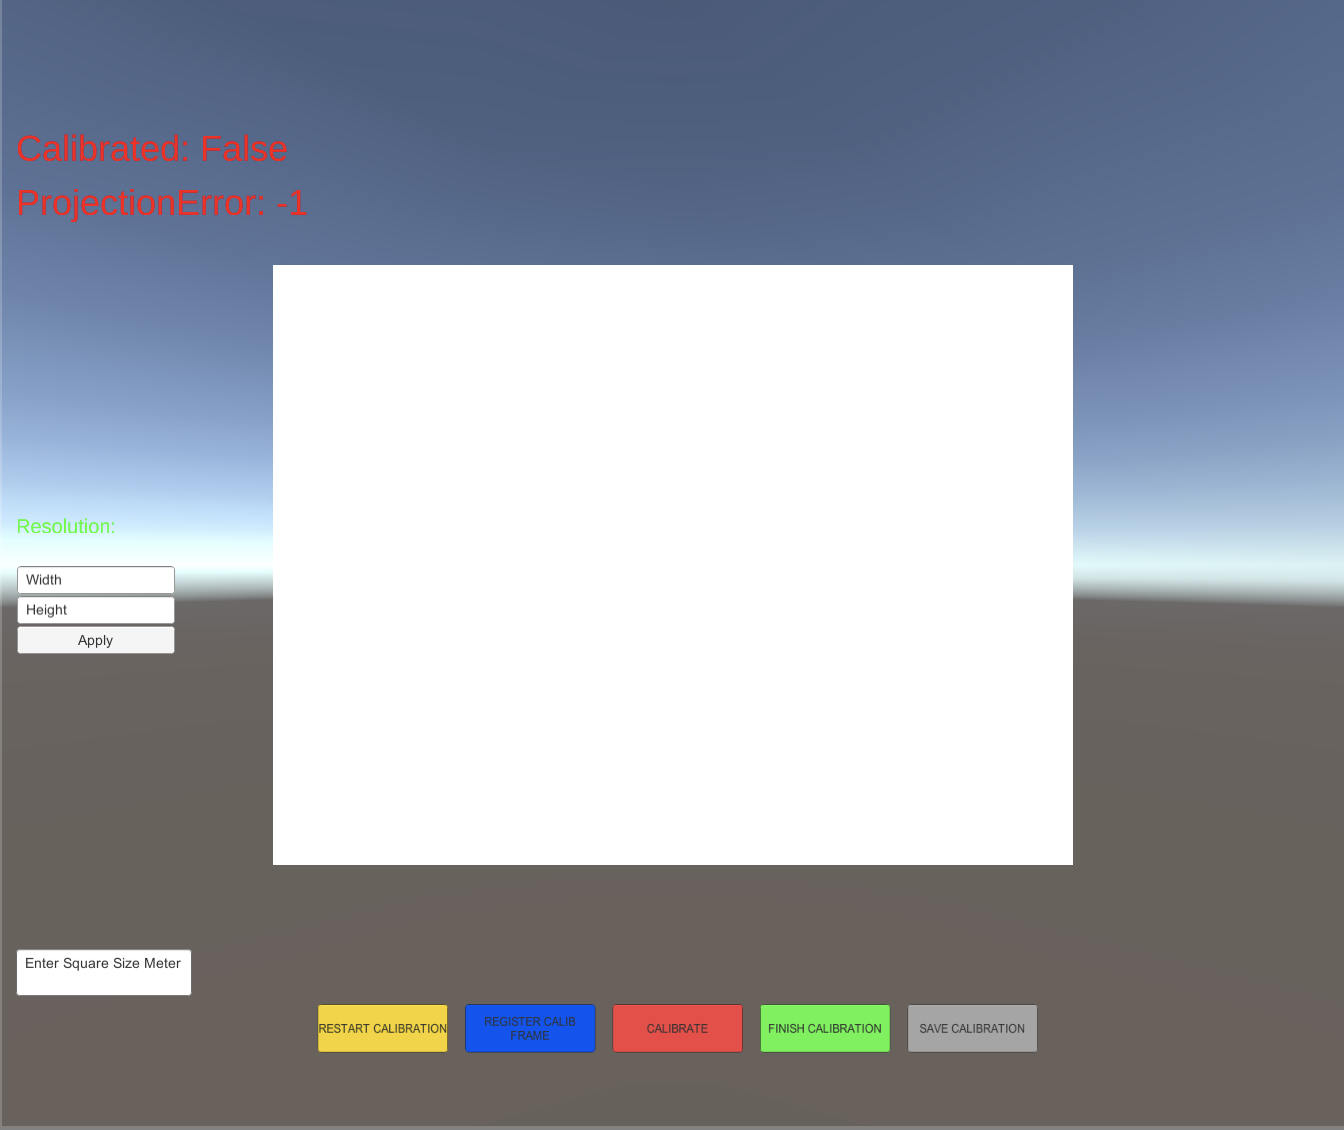 Calibrated: False
ProjectionError: -1
Resolution:
Width
Height
Apply
Enter Square Size Meter
RESTART CALIBRATION
REGISTER CALIB
FRAME
CALIBRATE
FINISH CALIBRATION
SAVE CALIBRATION